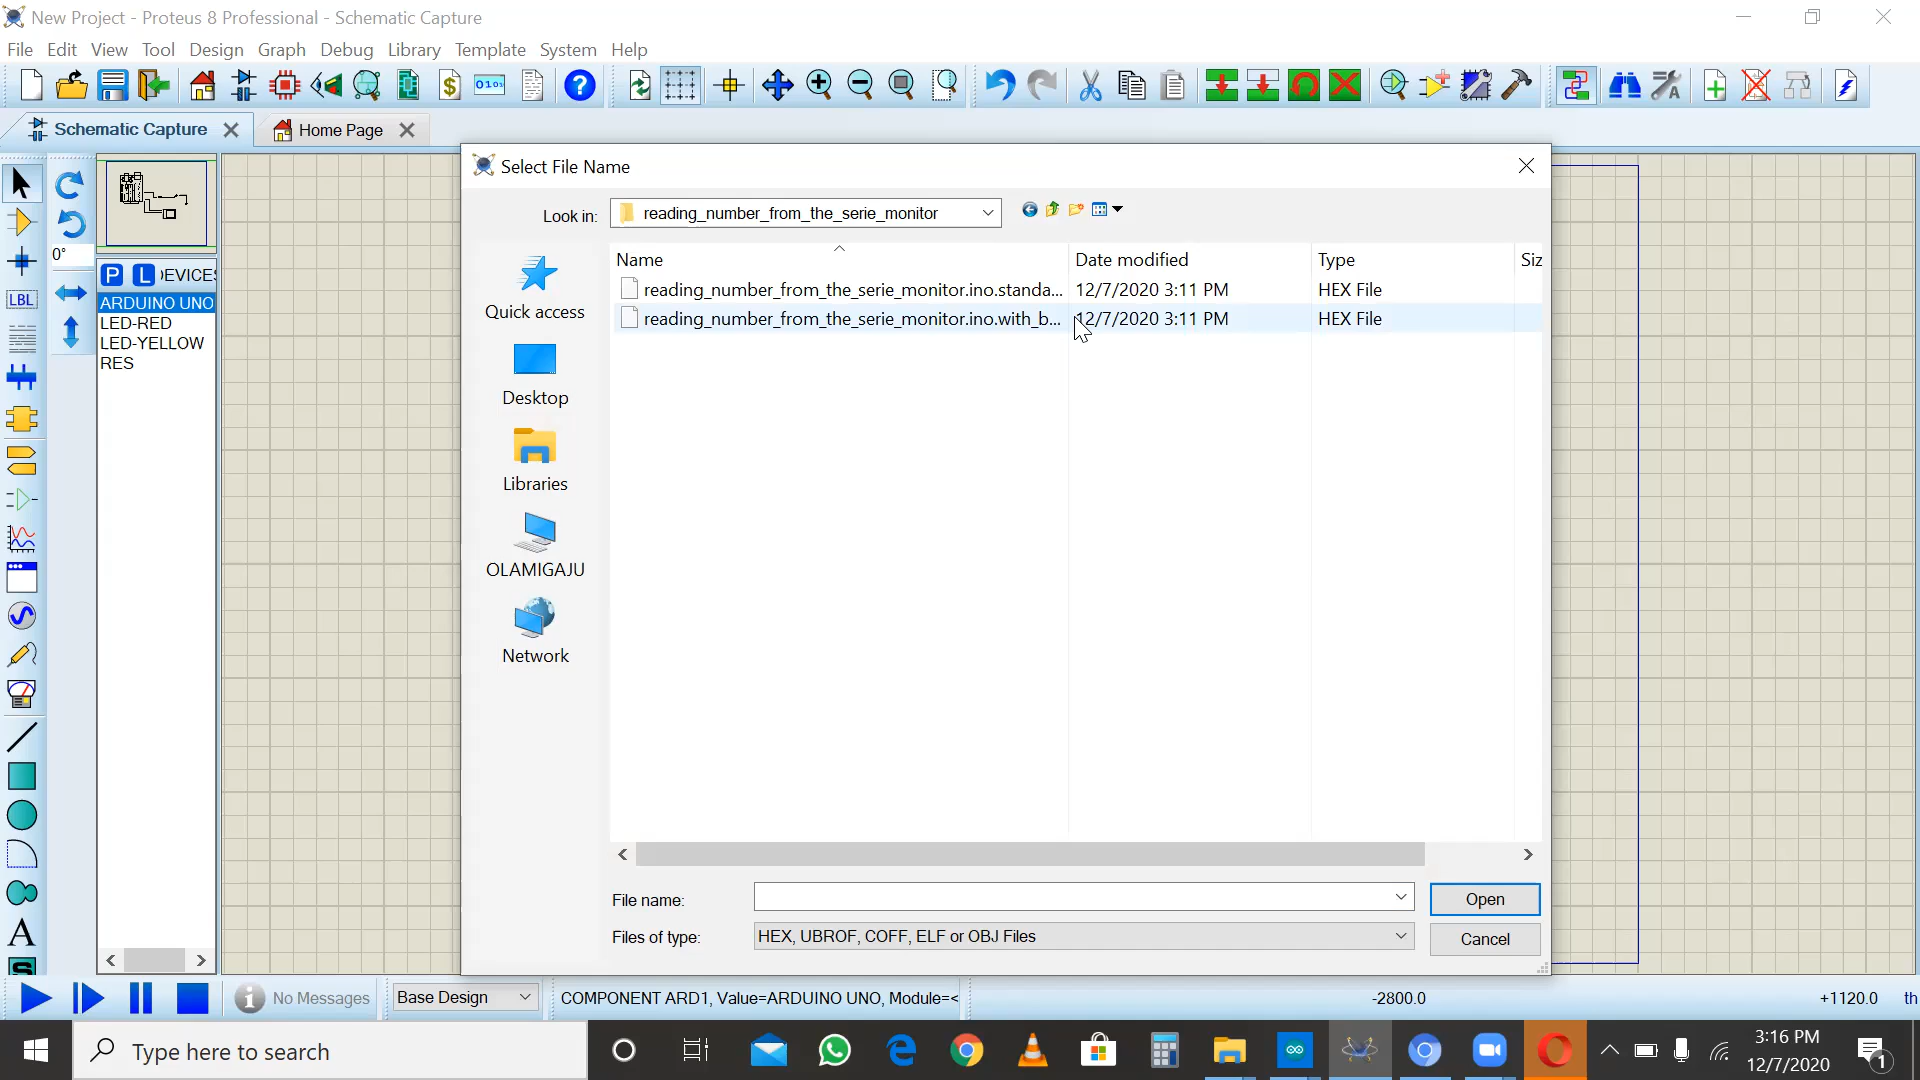 New Project - Proteus 8 Professional - Schematic Capture
File Edit View Tool Design Graph Debug Library Template System Help
Schematic Capture
Home Page
0°
P L DEVICES
ARDUINO UNO
LED-RED
LED-YELLOW
RES
LBL
A
S
Select File Name
Look in: reading_number_from_the_serie_monitor
Quick access
Desktop
Libraries
OLAMIGAJU
Network
Name Date modified Type Siz
reading_number_from_the_serie_monitor.ino.standa... 12/7/2020 3:11 PM HEX File
reading_number_from_the_serie_monitor.ino.with_b... 12/7/2020 3:11 PM HEX File
File name: Open
Files of type: HEX, UBROF, COFF, ELF or OBJ Files Cancel
No Messages Base Design COMPONENT ARD1, Value=ARDUINO UNO, Module=< -2800.0 +1120.0 th
Type here to search
3:16 PM
12/7/2020
1